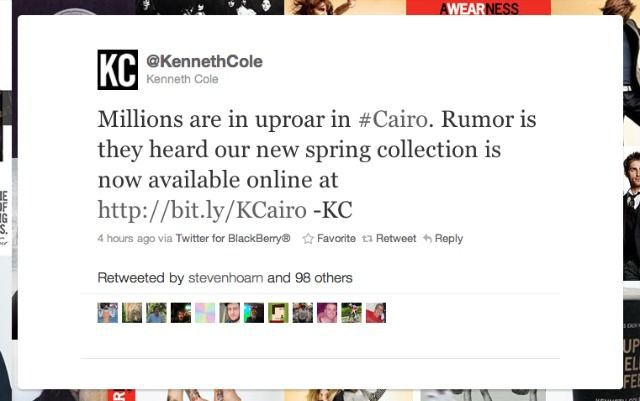 AWEARNESS
KC
@KennethCole
Kenneth Cole
Millions are in uproar in #Cairo. Rumor is
they heard our new spring collection is
now available online at
http://bit.ly/KCairo -KC
4 hours ago via Twitter for BlackBerry® Favorite Retweet Reply
Retweeted by stevenhoarn and 98 others